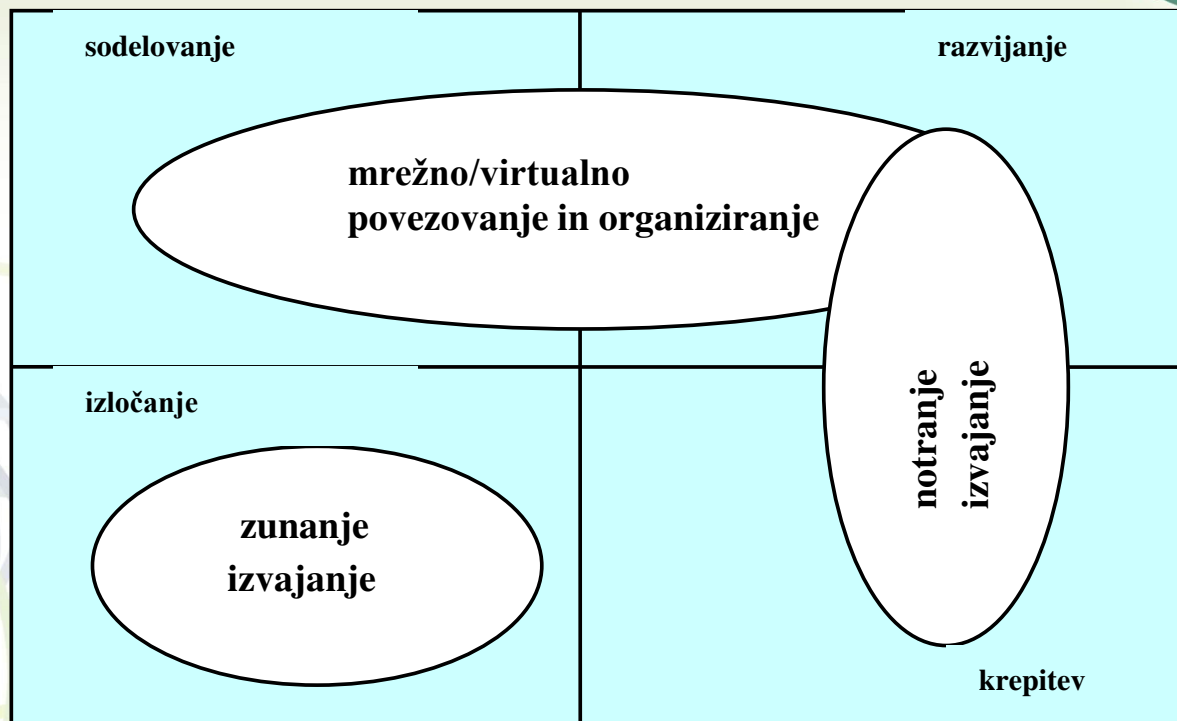 sodelovanje
razvijanje
mrežno/virtualno
povezovanje in organiziranje
notranje
izvajanje
izločanje
zunanje
izvajanje
krepitev